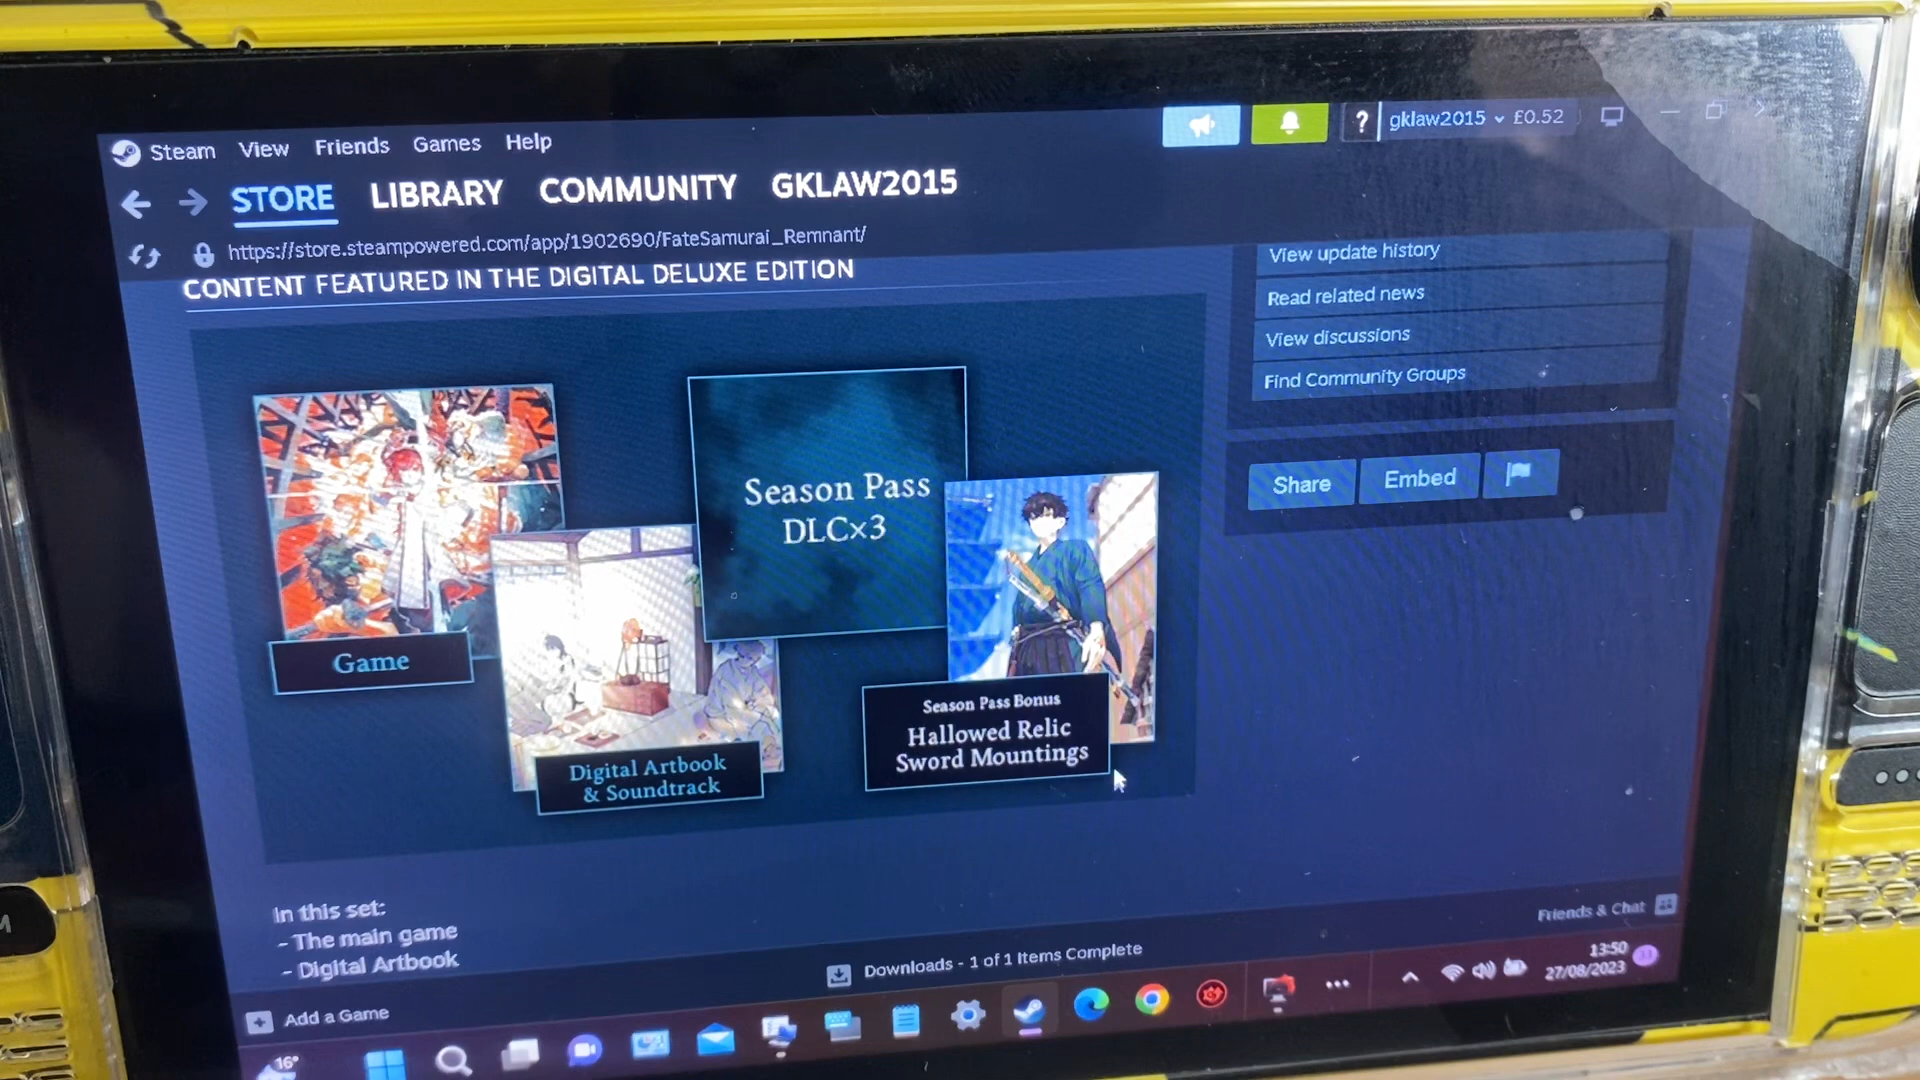 Steam View Friends Games Help
? gklaw2015 £0.52
STORE LIBRARY COMMUNITY GKLAW2015
https://store.steampowered.com/app/1902690/FateSamurai_Remnant/
CONTENT FEATURED IN THE DIGITAL DELUXE EDITION
View update history
Read related news
View discussions
Find Community Groups
Share Embed
Season Pass
DLC×3
Game
Digital Artbook
& Soundtrack
Season Pass Bonus
Hallowed Relic
Sword Mountings
In this set:
- The main game
- Digital Artbook
Friends & Chat
Downloads - 1 of 1 Items Complete
Add a Game
13:50
27/08/2023
16°